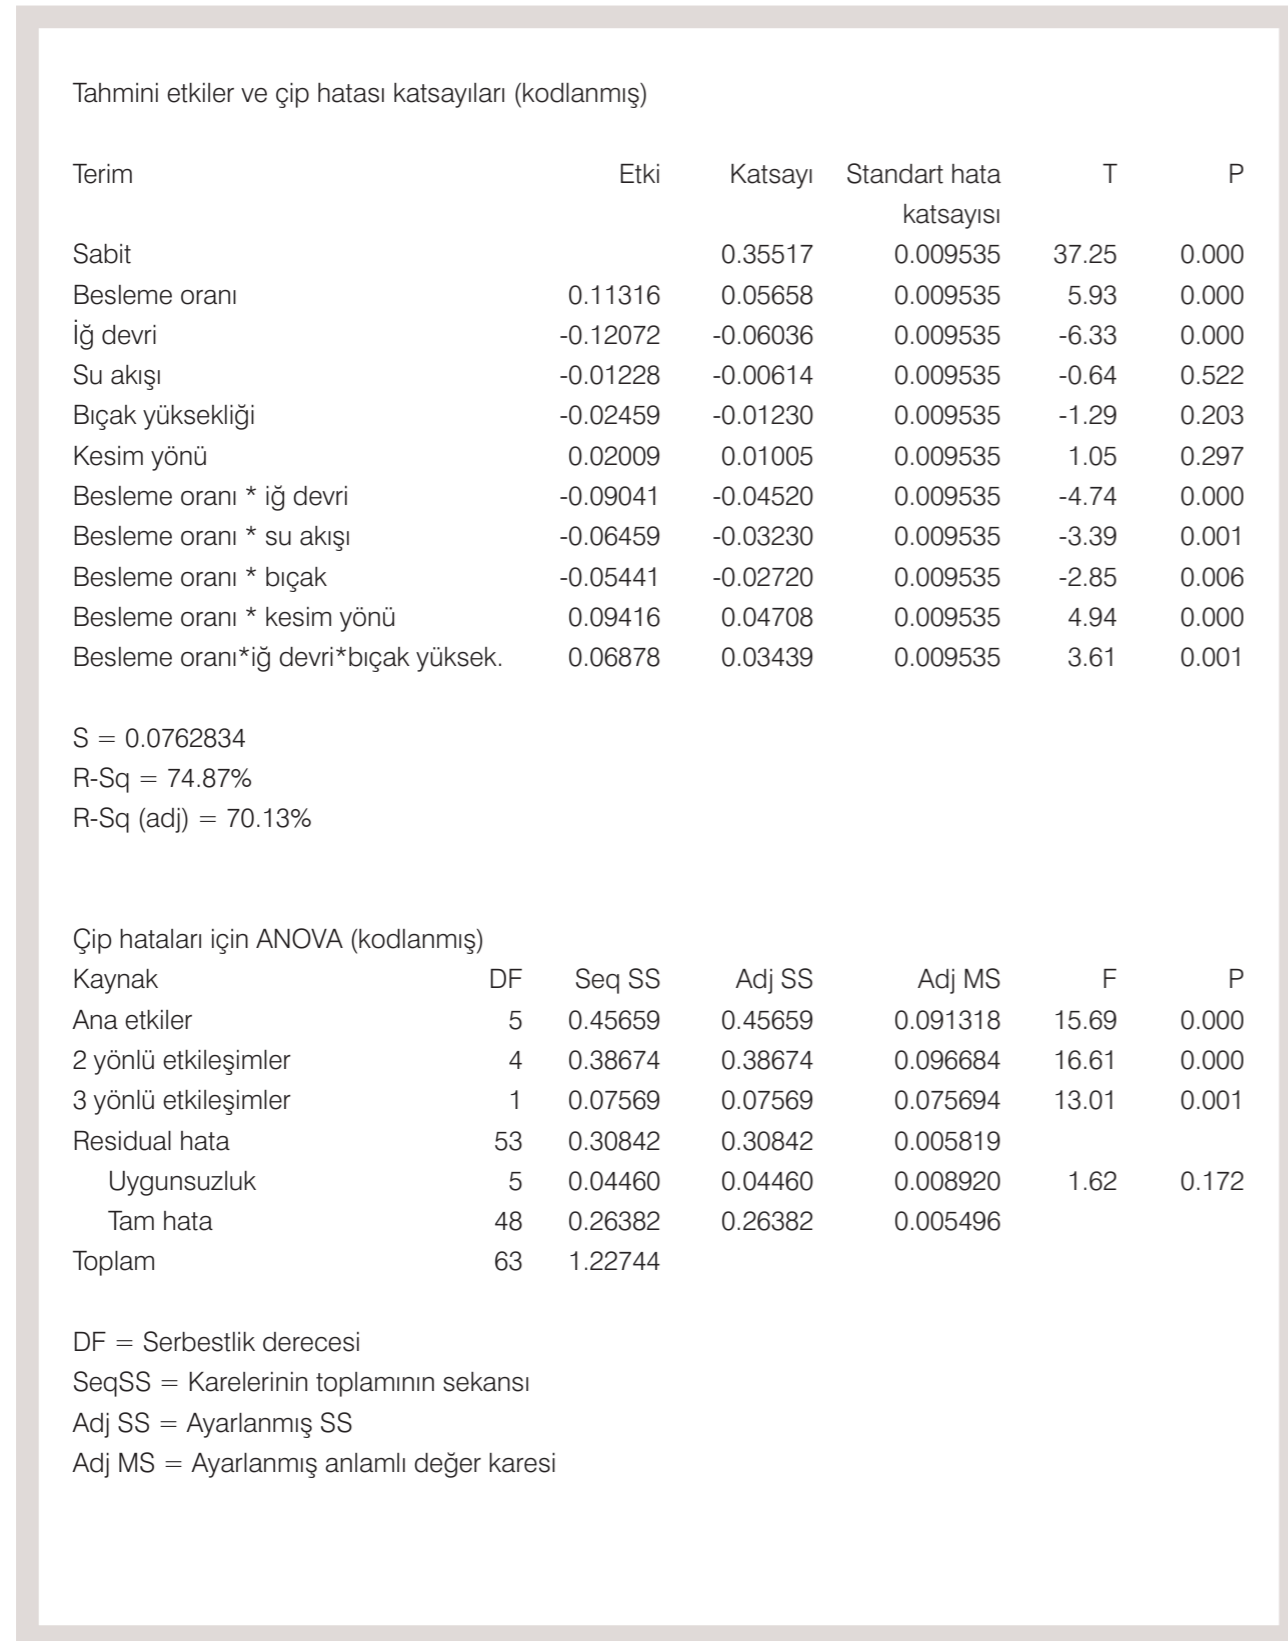 Tahmini etkiler ve çip hatası katsayıları (kodlanmış)
Terim Etki Katsayı Standart hata T P
katsayısı
Sabit 0.35517 0.009535 37.25 0.000
Besleme oranı 0.11316 0.05658 0.009535 5.93 0.000
İğ devri -0.12072 -0.06036 0.009535 -6.33 0.000
Su akışı -0.01228 -0.00614 0.009535 -0.64 0.522
Bıçak yüksekliği -0.02459 -0.01230 0.009535 -1.29 0.203
Kesim yönü 0.02009 0.01005 0.009535 1.05 0.297
Besleme oranı * iğ devri -0.09041 -0.04520 0.009535 -4.74 0.000
Besleme oranı * su akışı -0.06459 -0.03230 0.009535 -3.39 0.001
Besleme oranı * bıçak -0.05441 -0.02720 0.009535 -2.85 0.006
Besleme oranı * kesim yönü 0.09416 0.04708 0.009535 4.94 0.000
Besleme oranı*iğ devri*bıçak yüksek. 0.06878 0.03439 0.009535 3.61 0.001
S = 0.0762834
R-Sq = 74.87%
R-Sq (adj) = 70.13%
Çip hataları için ANOVA (kodlanmış)
Kaynak DF Seq SS Adj SS Adj MS F P
Ana etkiler 5 0.45659 0.45659 0.091318 15.69 0.000
2 yönlü etkileşimler 4 0.38674 0.38674 0.096684 16.61 0.000
3 yönlü etkileşimler 1 0.07569 0.07569 0.075694 13.01 0.001
Residual hata 53 0.30842 0.30842 0.005819
Uygunsuzluk 5 0.04460 0.04460 0.008920 1.62 0.172
Tam hata 48 0.26382 0.26382 0.005496
Toplam 63 1.22744
DF = Serbestlik derecesi
SeqSS = Karelerinin toplamının sekansı
Adj SS = Ayarlanmış SS
Adj MS = Ayarlanmış anlamlı değer karesi